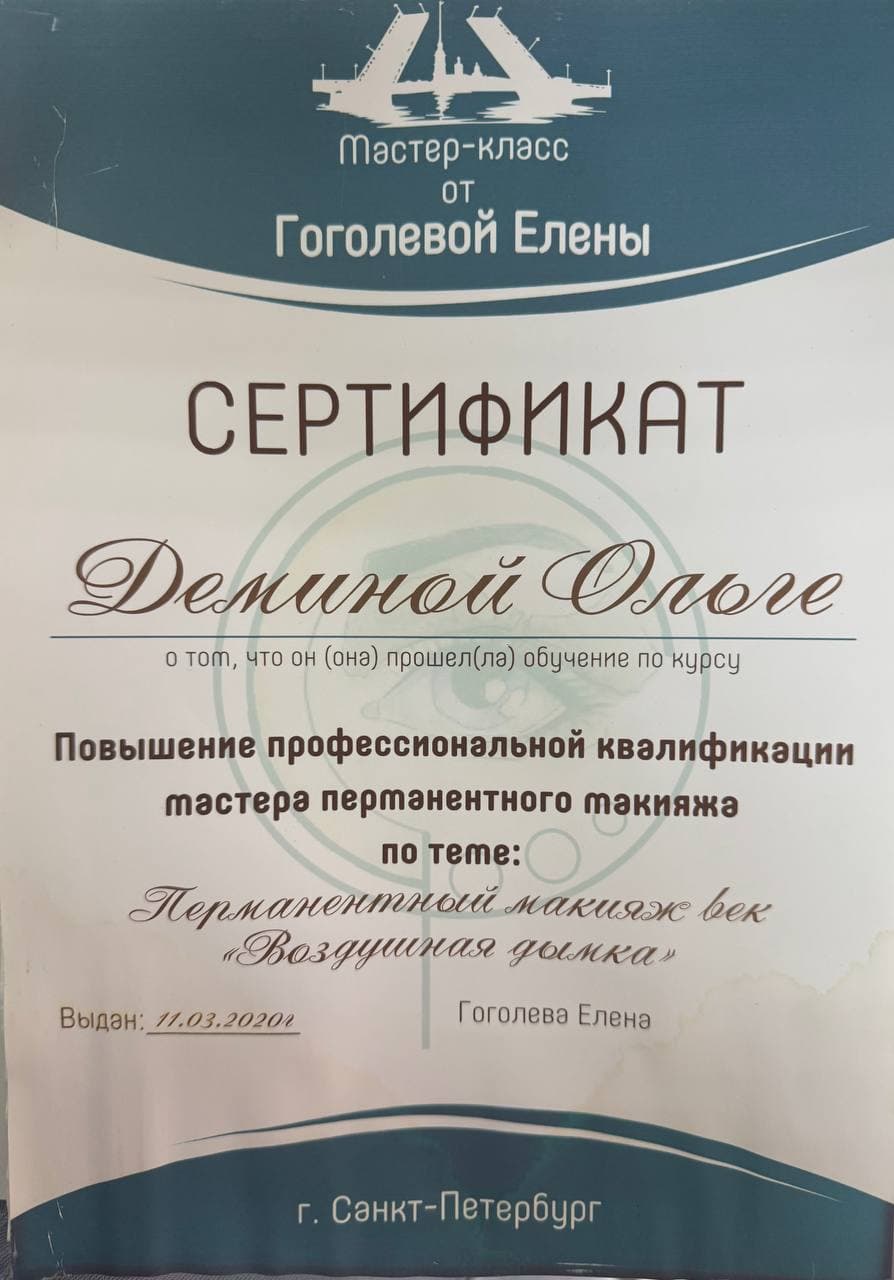 Мастер-класс
от
Гоголевой Елены
СЕРТИФИКАТ
Деминой Ольге
о том, что он (она) прошел(ла) обучение по курсу
Повышение профессиональной квалификации
мастера перманентного макияжа
по теме:
Перманентный макияж век
«Воздушная дымка»
Выдан: 11.03.2020г
Гоголева Елена
г. Санкт-Петербург